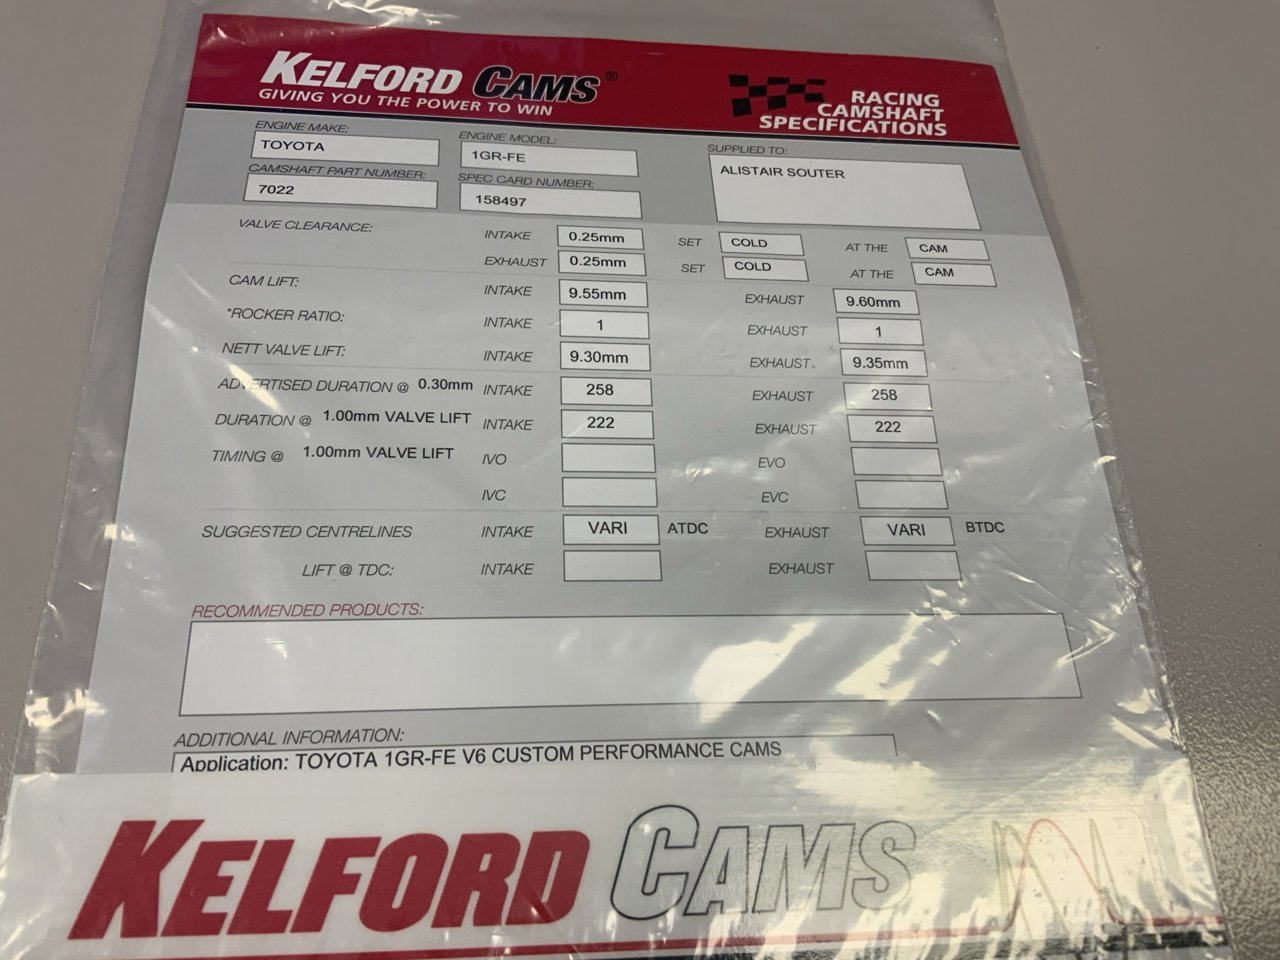 KELFORD CAMS®
GIVING YOU THE POWER TO WIN
RACING
CAMSHAFT
SPECIFICATIONS
ENGINE MAKE:
TOYOTA
ENGINE MODEL:
1GR-FE
SUPPLIED TO:
ALISTAIR SOUTER
CAMSHAFT PART NUMBER:
7022
SPEC CARD NUMBER:
158497
VALVE CLEARANCE: INTAKE 0.25mm SET COLD AT THE CAM
EXHAUST 0.25mm SET COLD AT THE CAM
CAM LIFT: INTAKE 9.55mm EXHAUST 9.60mm
*ROCKER RATIO: INTAKE 1 EXHAUST 1
NETT VALVE LIFT: INTAKE 9.30mm EXHAUST 9.35mm
ADVERTISED DURATION @ 0.30mm INTAKE 258 EXHAUST 258
DURATION @ 1.00mm VALVE LIFT INTAKE 222 EXHAUST 222
TIMING @ 1.00mm VALVE LIFT IVO EVO
IVC EVC
SUGGESTED CENTRELINES INTAKE VARI ATDC EXHAUST VARI BTDC
LIFT @ TDC: INTAKE EXHAUST
RECOMMENDED PRODUCTS:
ADDITIONAL INFORMATION:
Application: TOYOTA 1GR-FE V6 CUSTOM PERFORMANCE CAMS
KELFORD CAMS